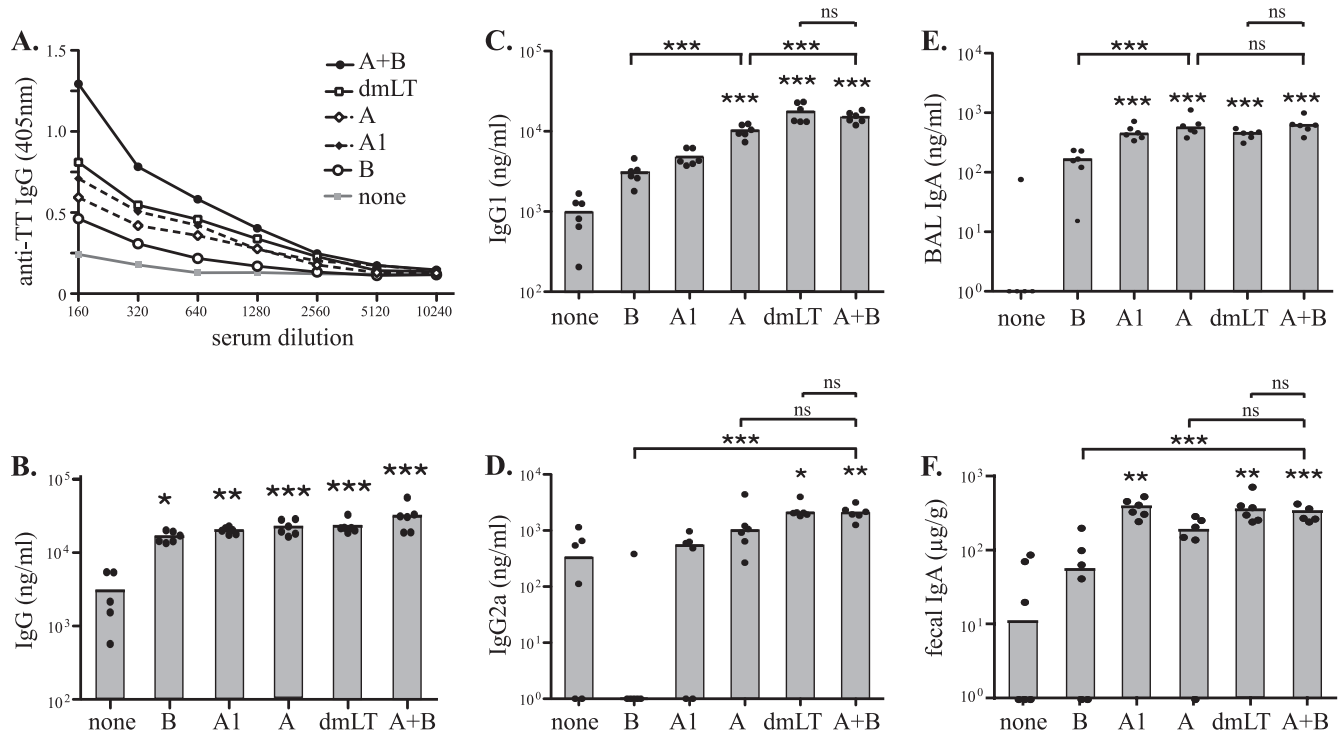 A.
anti-TT IgG (405nm)
1.5
1.0
0.5
0
160 320 640 1280 2560 5120 10240
serum dilution
A+B
dmLT
A
A1
B
none
B.
IgG (ng/ml)
10^5
10^4
10^3
10^2
* ** *** *** ***
none B A1 A dmLT A+B
C.
IgG1 (ng/ml)
10^5
10^4
10^3
10^2
ns
*** ***
*** *** ***
none B A1 A dmLT A+B
D.
IgG2a (ng/ml)
10^4
10^3
10^2
10^1
10^0
ns
ns
***
* **
none B A1 A dmLT A+B
E.
BAL IgA (ng/ml)
10^4
10^3
10^2
10^1
10^0
ns
*** ns
*** *** *** ***
none B A1 A dmLT A+B
F.
fecal IgA (µg/g)
10^3
10^2
10^1
10^0
ns
ns
***
** ** ***
none B A1 A dmLT A+B